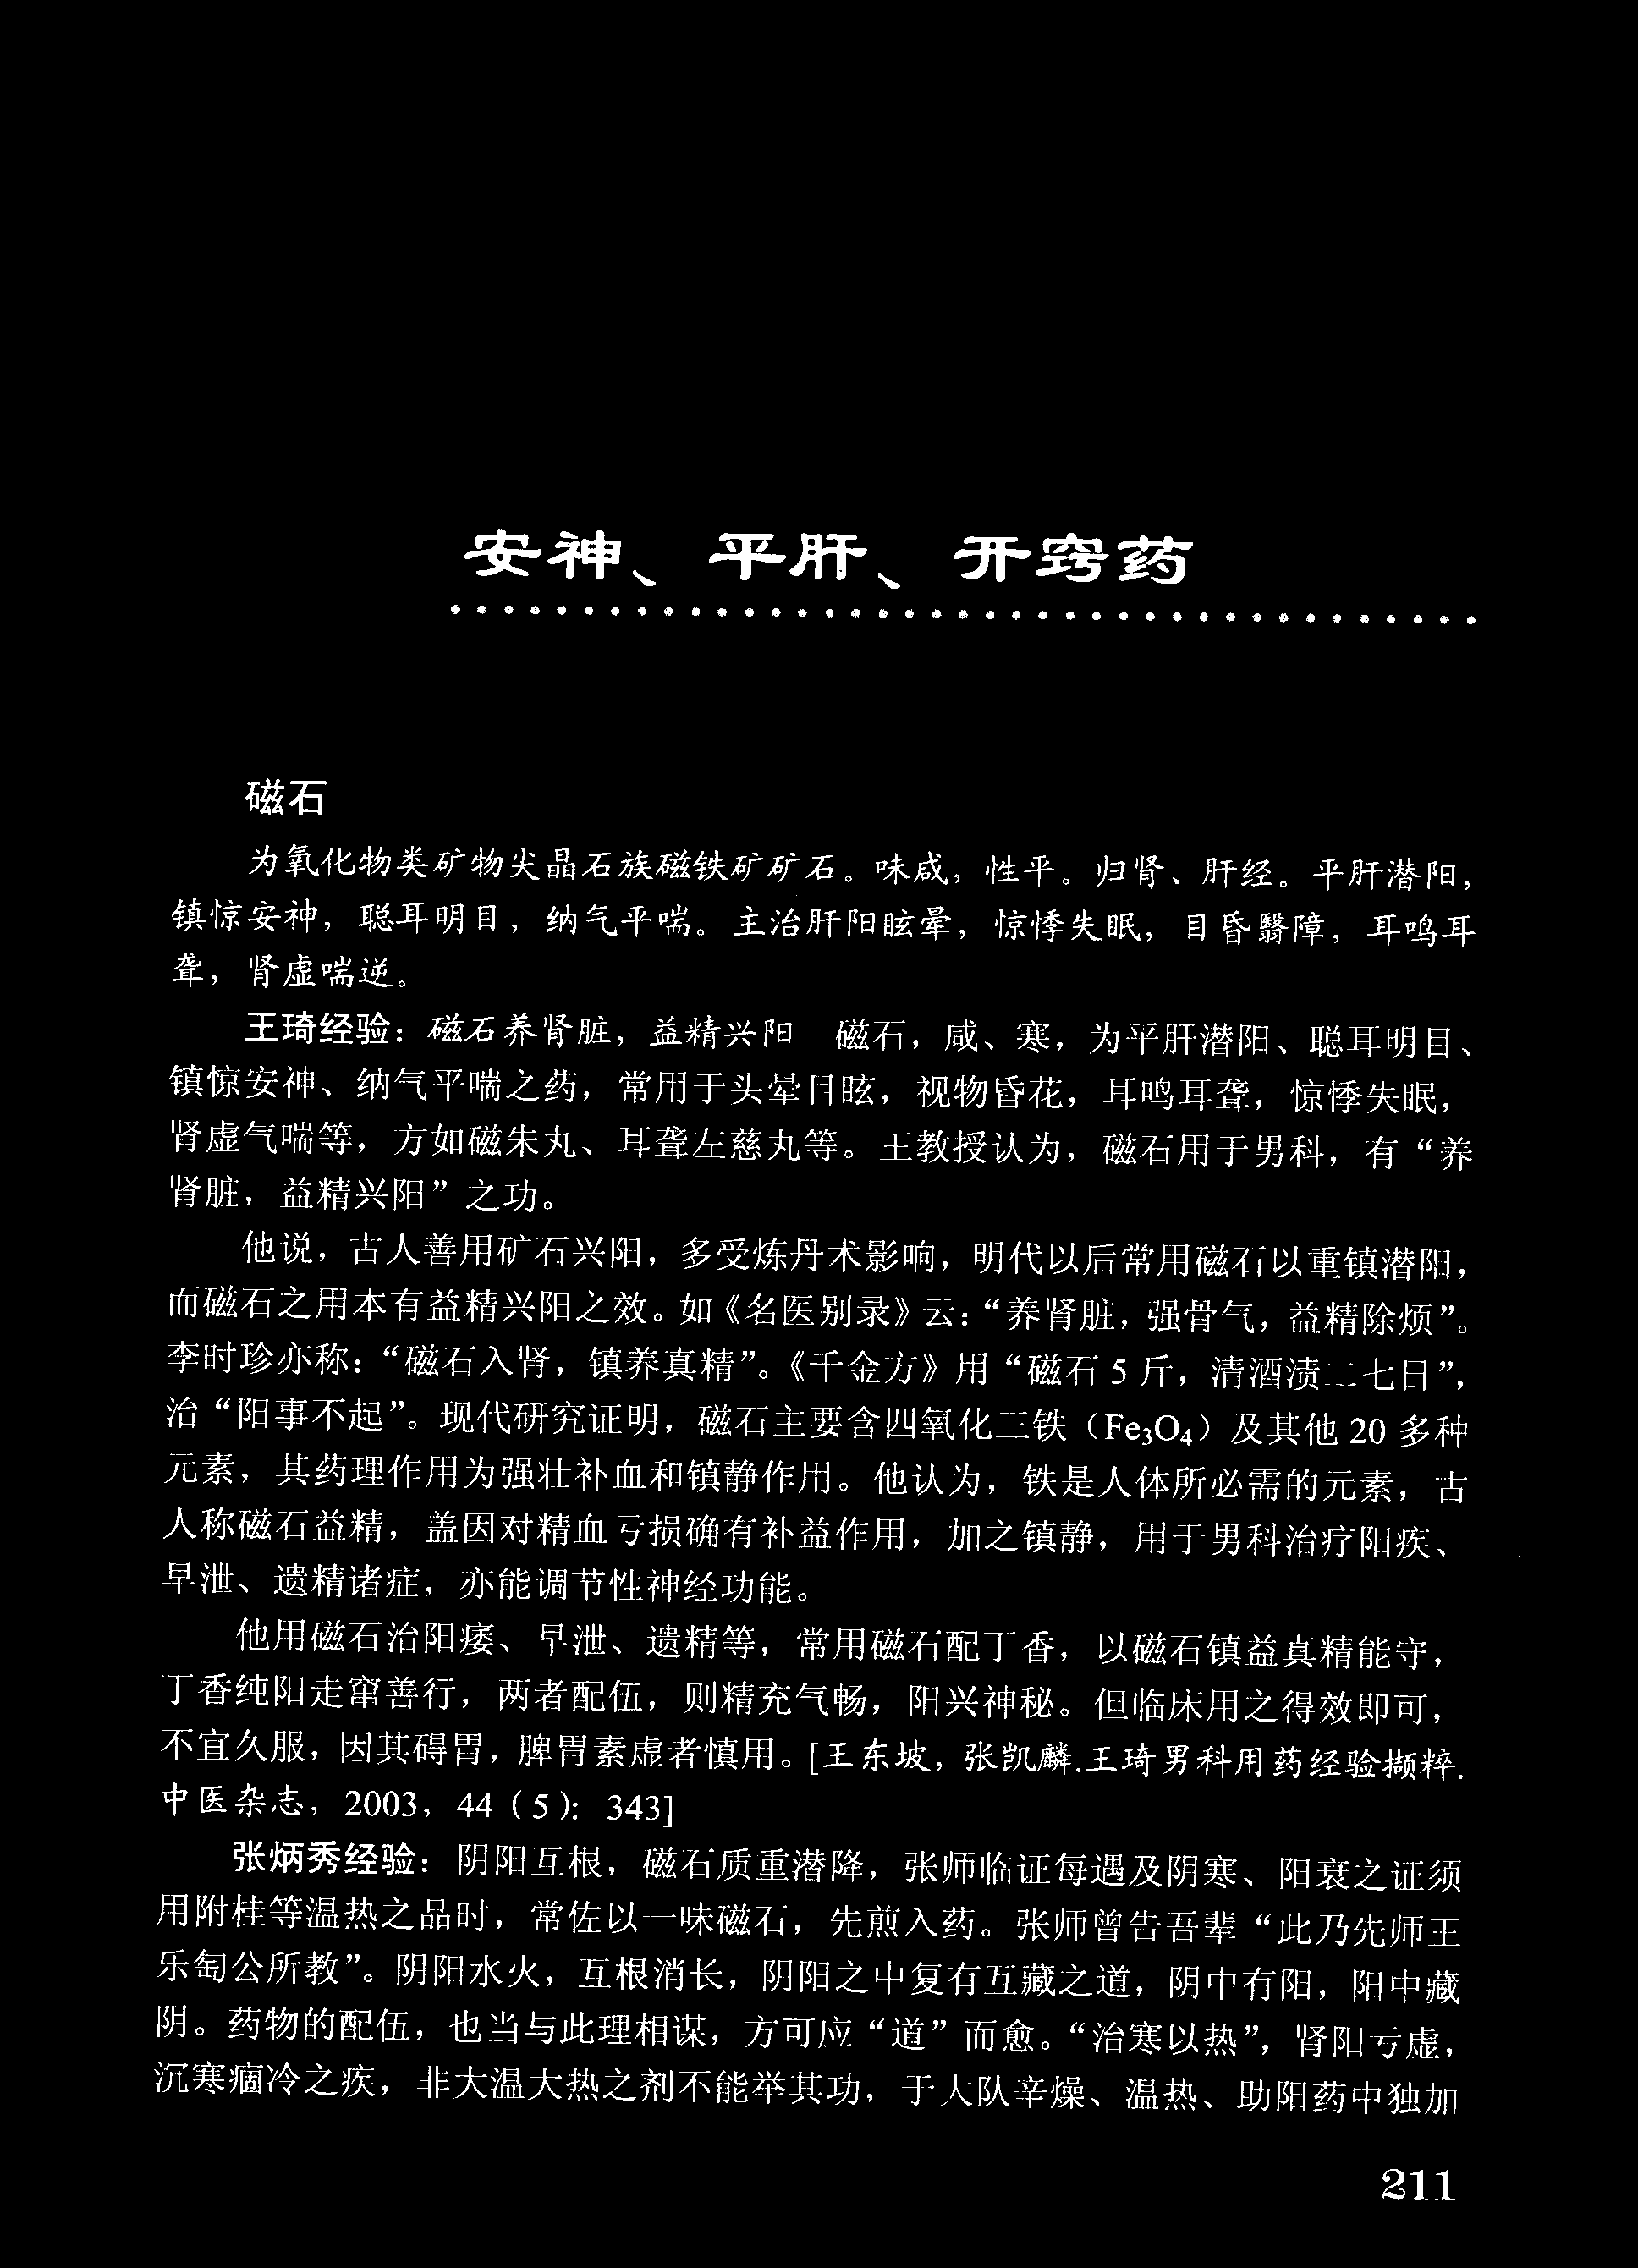 安神、平肝、开窍药
磁石
为氧化物类矿物尖晶石族磁铁矿矿石。味咸，性平。归肾、肝经。平肝潜阳，
镇惊安神，聪耳明目，纳气平喘。主治肝阳眩晕，惊悸失眠，目昏翳障，耳鸣耳
聋，肾虚喘逆。
王琦经验：磁石养肾脏，益精兴阳　磁石，咸、寒，为平肝潜阳、聪耳明目、
镇惊安神、纳气平喘之药，常用于头晕目眩，视物昏花，耳鸣耳聋，惊悸失眠，
肾虚气喘等，方如磁朱丸、耳聋左慈丸等。王教授认为，磁石用于男科，有“养
肾脏，益精兴阳”之功。
他说，古人善用矿石兴阳，多受炼丹术影响，明代以后常用磁石以重镇潜阳，
而磁石之用本有益精兴阳之效。如《名医别录》云：“养肾脏，强骨气，益精除烦”。
李时珍亦称：“磁石入肾，镇养真精”。《千金方》用“磁石 5 斤，清酒渍二七日”，
治“阳事不起”。现代研究证明，磁石主要含四氧化三铁（Fe₃O₄）及其他 20 多种
元素，其药理作用为强壮补血和镇静作用。他认为，铁是人体所必需的元素，古
人称磁石益精，盖因对精血亏损确有补益作用，加之镇静，用于男科治疗阳疾、
早泄、遗精诸症，亦能调节性神经功能。
他用磁石治阳痿、早泄、遗精等，常用磁石配丁香，以磁石镇益真精能守，
丁香纯阳走窜善行，两者配伍，则精充气畅，阳兴神秘。但临床用之得效即可，
不宜久服，因其碍胃，脾胃素虚者慎用。[王东坡，张凯麟.王琦男科用药经验撷粹.
中医杂志，2003，44（5）：343]
张炳秀经验：阴阳互根，磁石质重潜降，张师临证每遇及阴寒、阳衰之证须
用附桂等温热之品时，常佐以一味磁石，先煎入药。张师曾告吾辈“此乃先师王
乐匋公所教”。阴阳水火，互根消长，阴阳之中复有互藏之道，阴中有阳，阳中藏
阴。药物的配伍，也当与此理相谋，方可应“道”而愈。“治寒以热”，肾阳亏虚，
沉寒痼冷之疾，非大温大热之剂不能举其功，于大队辛燥、温热、助阳药中独加
211